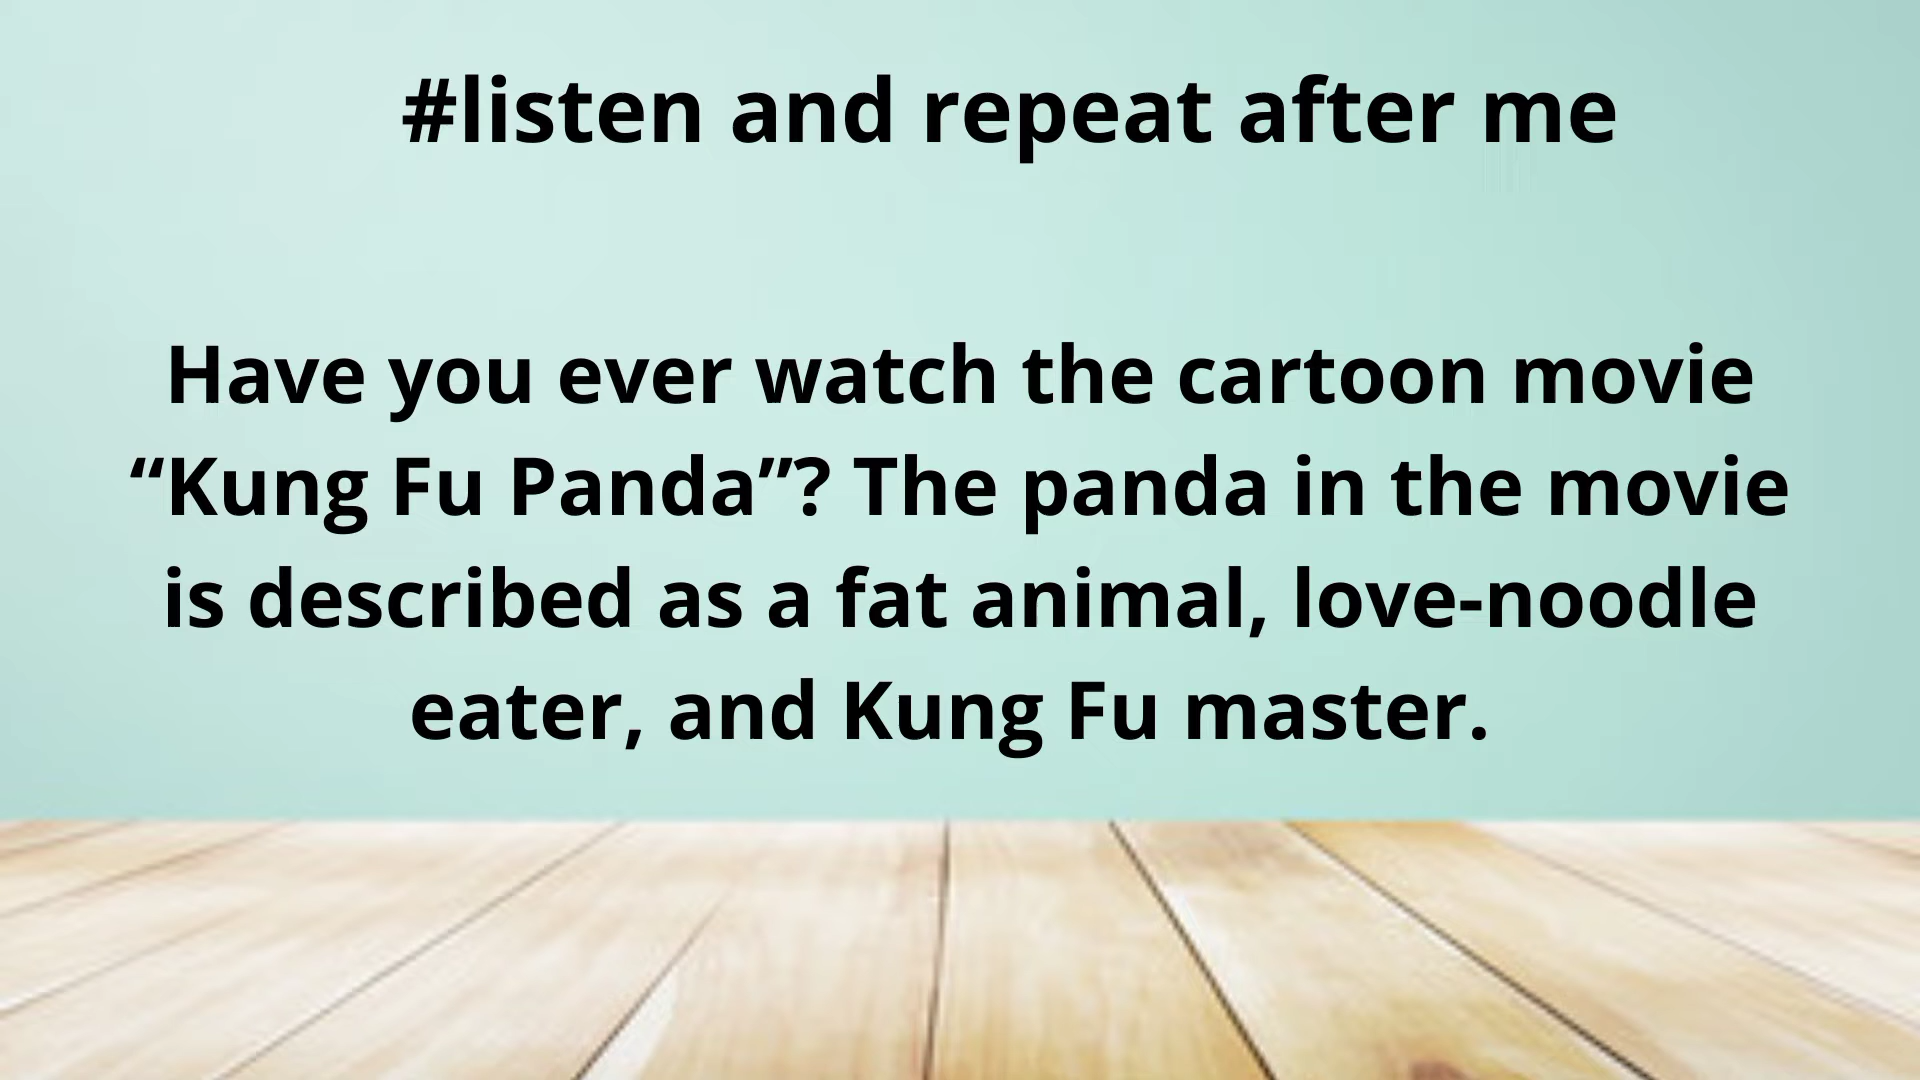 #listen and repeat after me
Have you ever watch the cartoon movie
“Kung Fu Panda”? The panda in the movie
is described as a fat animal, love-noodle
eater, and Kung Fu master.